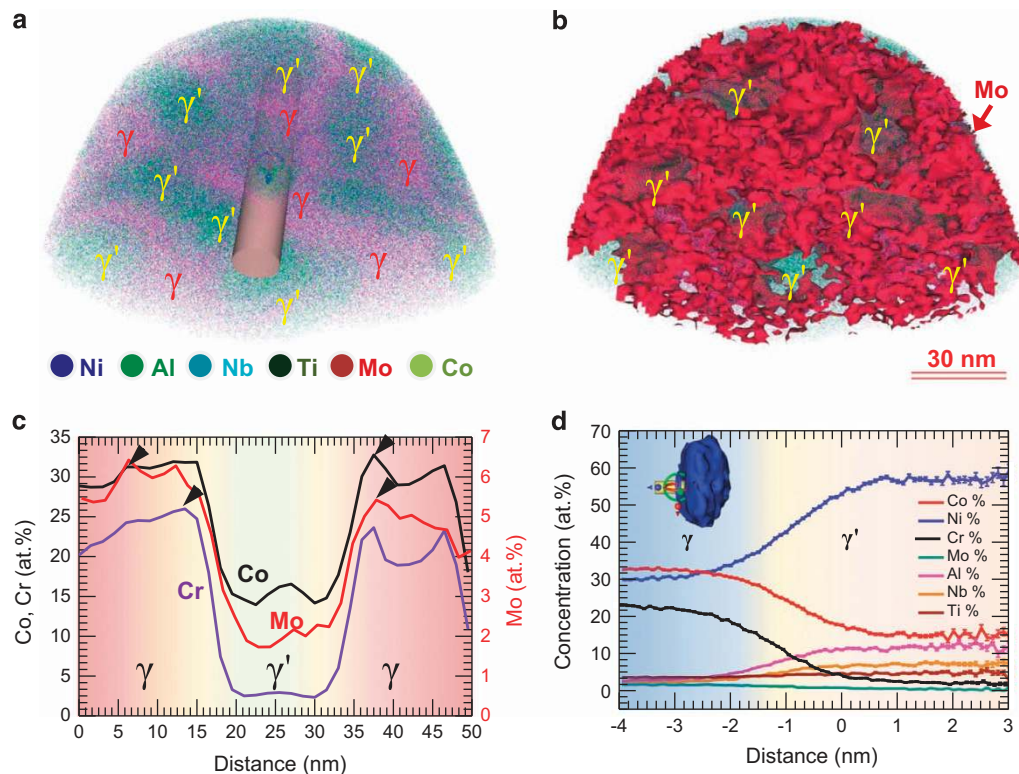 a
γ'
γ'
γ'
Mo
γ
γ'
γ
γ'
γ
γ'
γ'
γ
γ
γ'
γ'
Ni Al Nb Ti Mo Co
b
Mo
γ'
γ'
γ'
γ'
γ'
γ'
γ'
γ'
30 nm
c
Co, Cr (at.%)
35
30
25
20
15
10
5
0
Co
Cr
Mo
γ
γ'
γ
7
6
5
4
3
2
1
0
Mo (at.%)
0 5 10 15 20 25 30 35 40 45 50
Distance (nm)
d
Concentration (at.%)
70
60
50
40
30
20
10
0
γ
γ'
Co %
Ni %
Cr %
Mo %
Al %
Nb %
Ti %
-4 -3 -2 -1 0 1 2 3
Distance (nm)